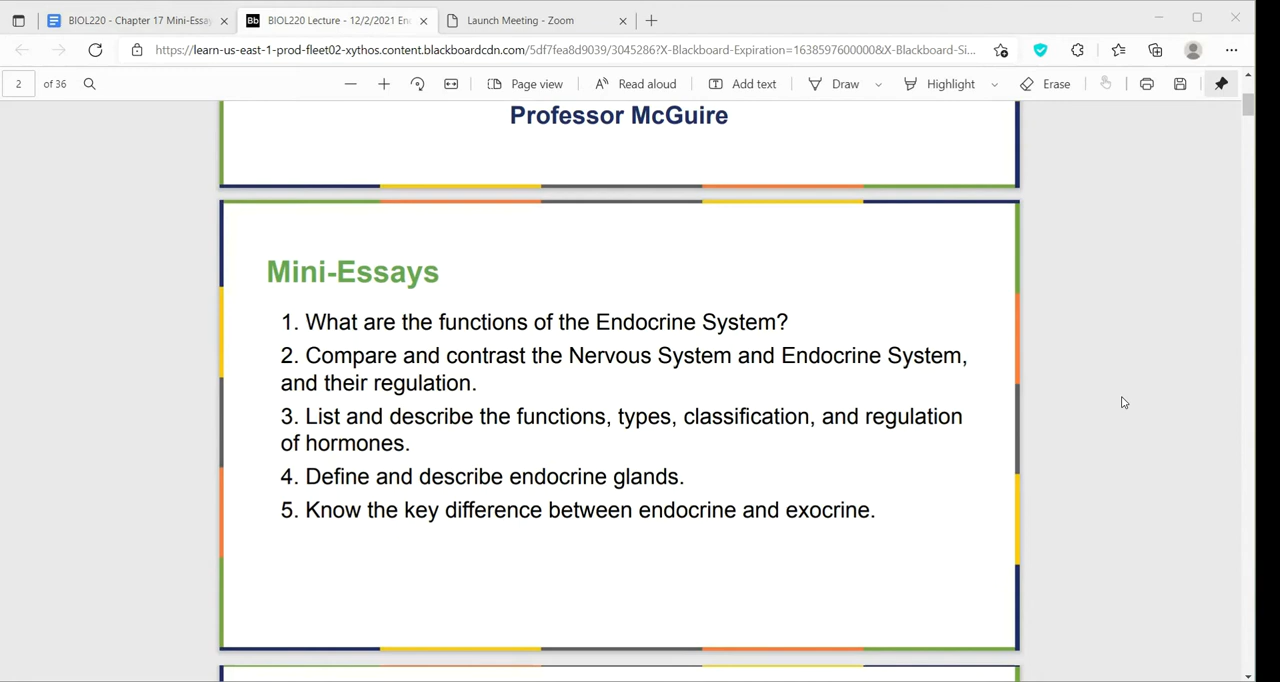 BIOL220 - Chapter 17 Mini-Essa
BIOL220 Lecture - 12/2/2021 En
Launch Meeting - Zoom
https://learn-us-east-1-prod-fleet02-xythos.content.blackboardcdn.com/5df7fea8d9039/3045286?X-Blackboard-Expiration=1638597600000&X-Blackboard-Si...
2 of 36 Page view Read aloud Add text Draw Highlight Erase
Professor McGuire
Mini-Essays
1. What are the functions of the Endocrine System?
2. Compare and contrast the Nervous System and Endocrine System,
and their regulation.
3. List and describe the functions, types, classification, and regulation
of hormones.
4. Define and describe endocrine glands.
5. Know the key difference between endocrine and exocrine.